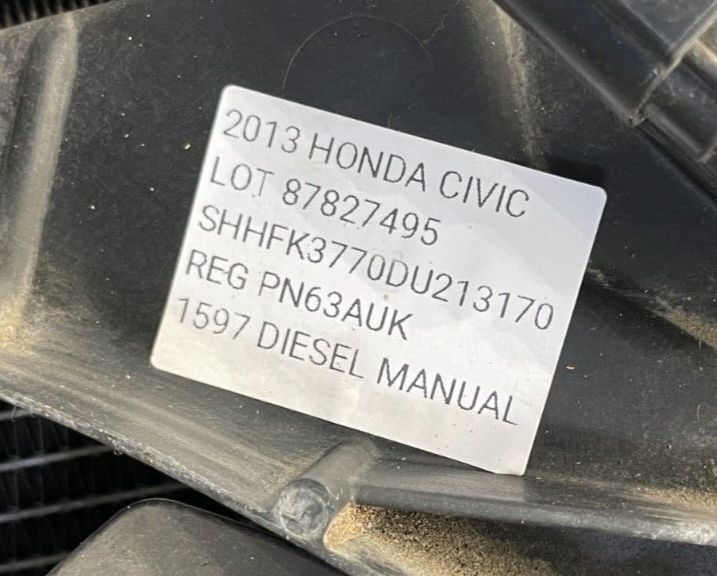 2013 HONDA CIVIC
LOT 87827495
SHHFK3770DU213170
REG PN63AUK
1597 DIESEL MANUAL